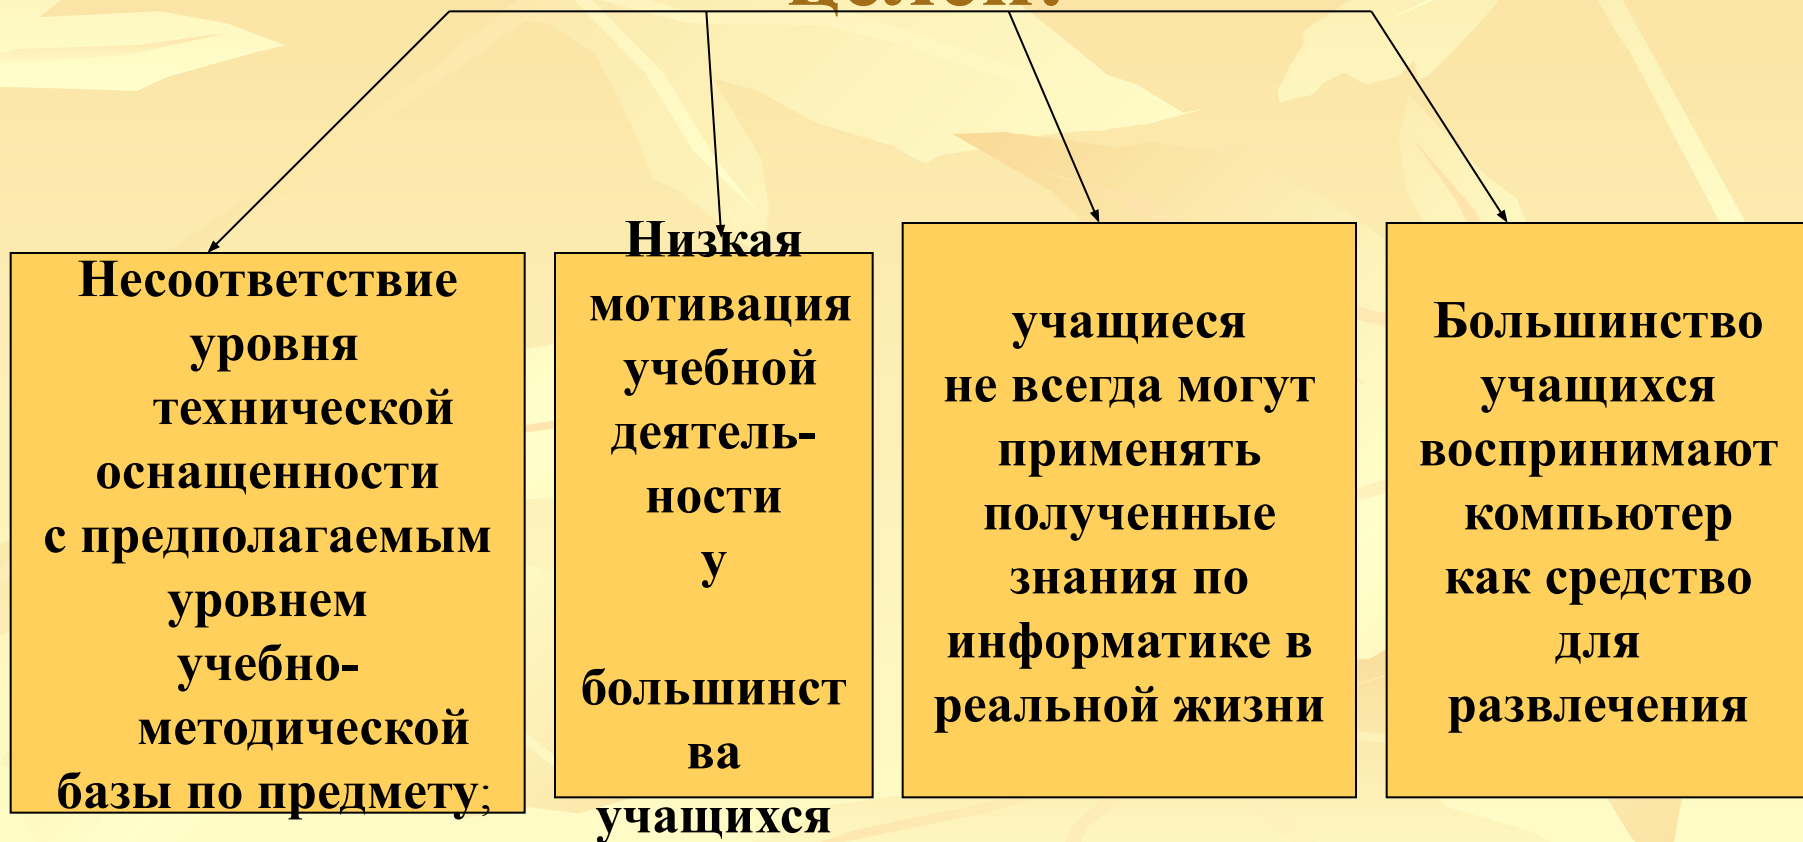 целей:
Несоответствие
уровня
технической
оснащенности
с предполагаемым
уровнем
учебно-
методической
базы по предмету;
Низкая
мотивация
учебной
деятель-
ности
у
большинст
ва
учащихся
учащиеся
не всегда могут
применять
полученные
знания по
информатике в
реальной жизни
Большинство
учащихся
воспринимают
компьютер
как средство
для
развлечения